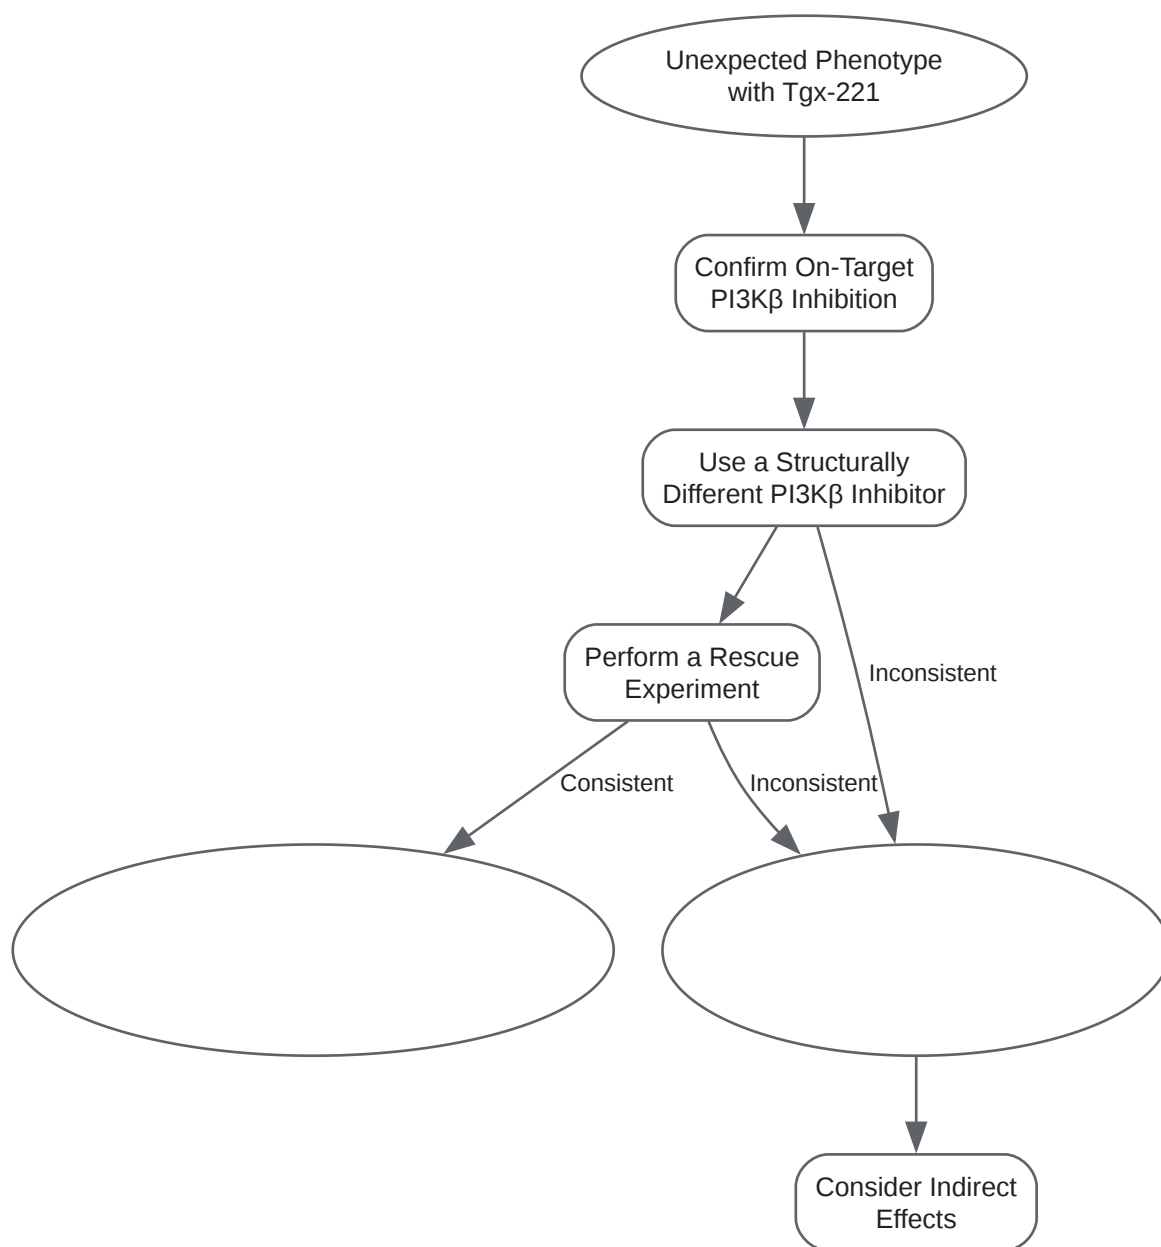 Unexpected Phenotype
with Tgx-221
Confirm On-Target
PI3Kβ Inhibition
Use a Structurally
Different PI3Kβ Inhibitor
Perform a Rescue
Experiment
Inconsistent
Consistent
Inconsistent
Consider Indirect
Effects